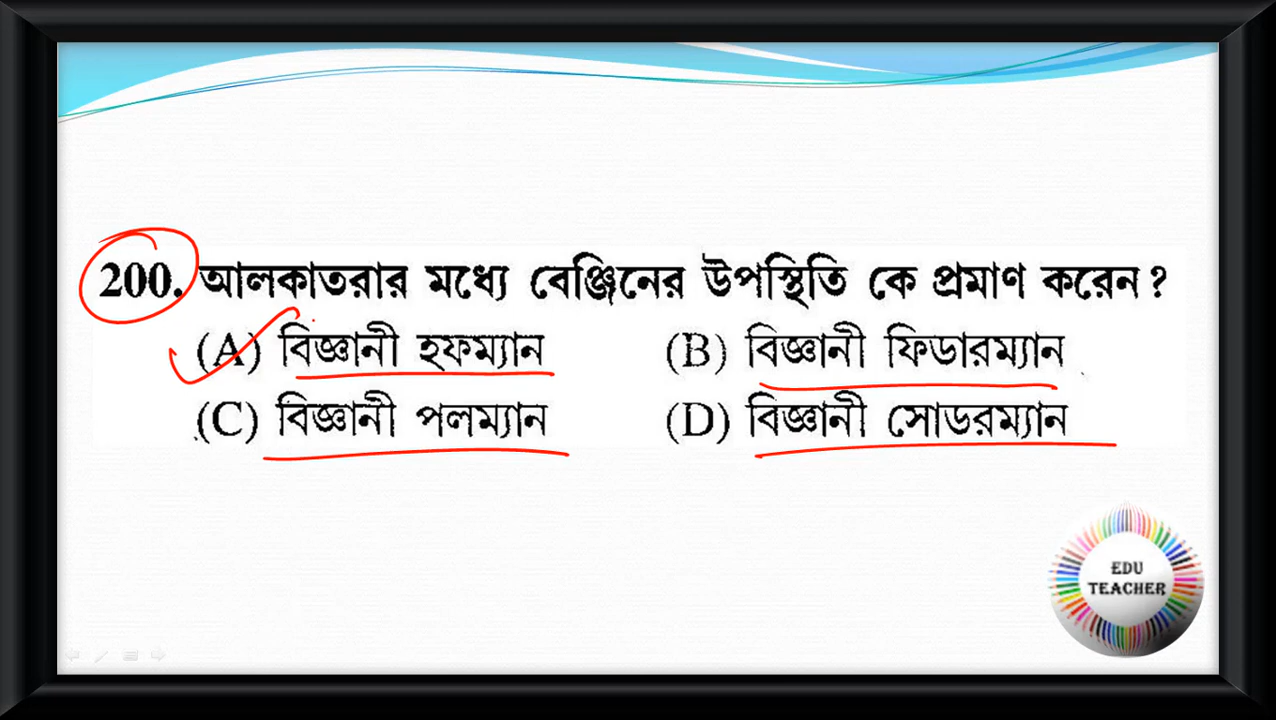 200. আলকাতরার মধ্যে বেঞ্জিনের উপস্থিতি কে প্রমাণ করেন?
(A) বিজ্ঞানী হফম্যান (B) বিজ্ঞানী ফিডারম্যান
(C) বিজ্ঞানী পলম্যান (D) বিজ্ঞানী সোডরম্যান
EDU
TEACHER